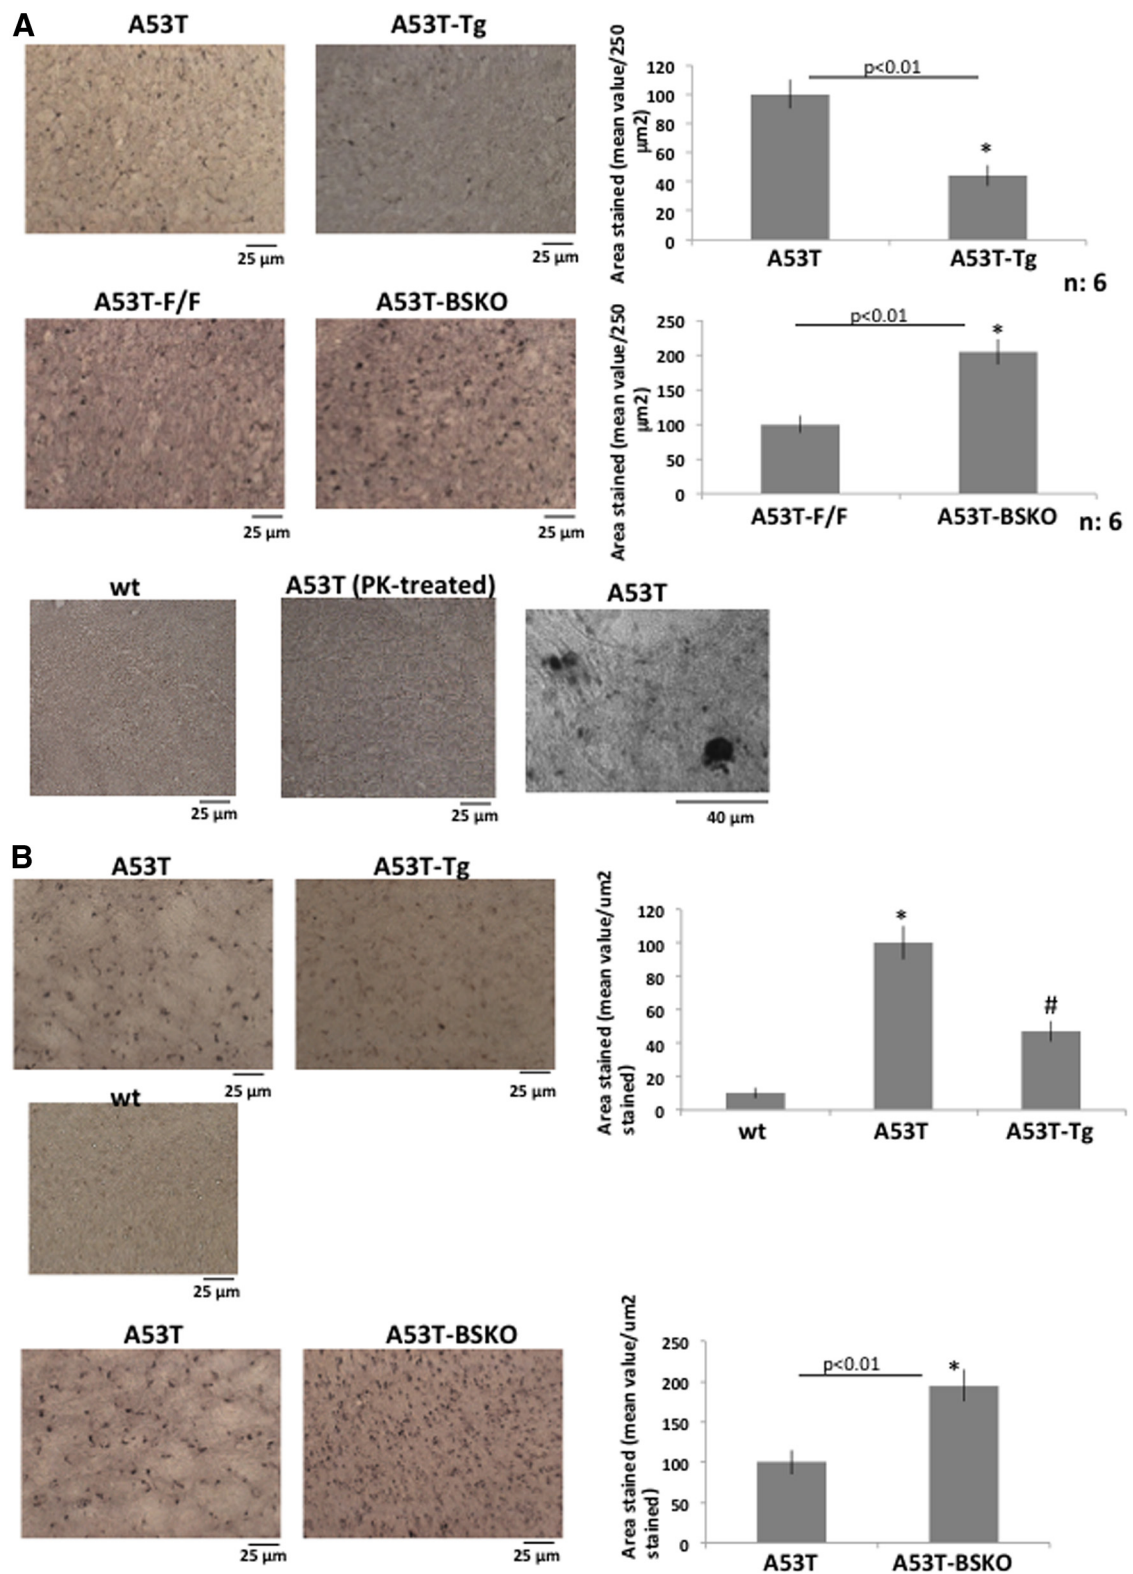 A
A53T
A53T-Tg
25 µm
25 µm
Area stained (mean value/250
µm2)
120
100
80
60
40
20
0
p<0.01
*
A53T
A53T-Tg
n: 6
A53T-F/F
A53T-BSKO
25 µm
25 µm
Area stained (mean value/250
µm2)
250
200
150
100
50
0
p<0.01
*
A53T-F/F
A53T-BSKO
n: 6
wt
A53T (PK-treated)
A53T
25 µm
25 µm
40 µm
B
A53T
A53T-Tg
25 µm
25 µm
Area stained (mean value/um2
stained)
120
100
80
60
40
20
0
*
#
wt
A53T
A53T-Tg
wt
25 µm
A53T
A53T-BSKO
25 µm
25 µm
Area stained (mean value/um2
stained)
250
200
150
100
50
0
p<0.01
*
A53T
A53T-BSKO